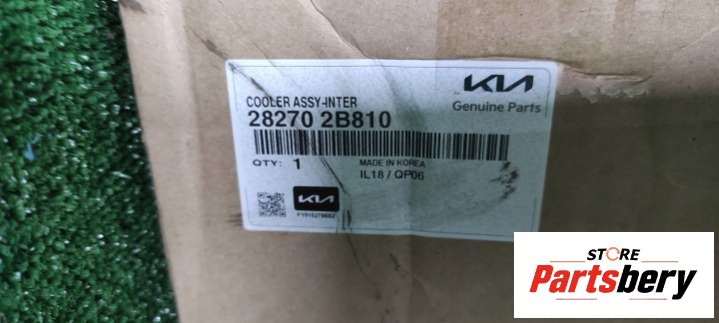 KIA
COOLER ASSY-INTER
Genuine Parts
28270 2B810
QTY: 1
MADE IN KOREA
IL18 / QP06
KIA
STORE
Partsbery